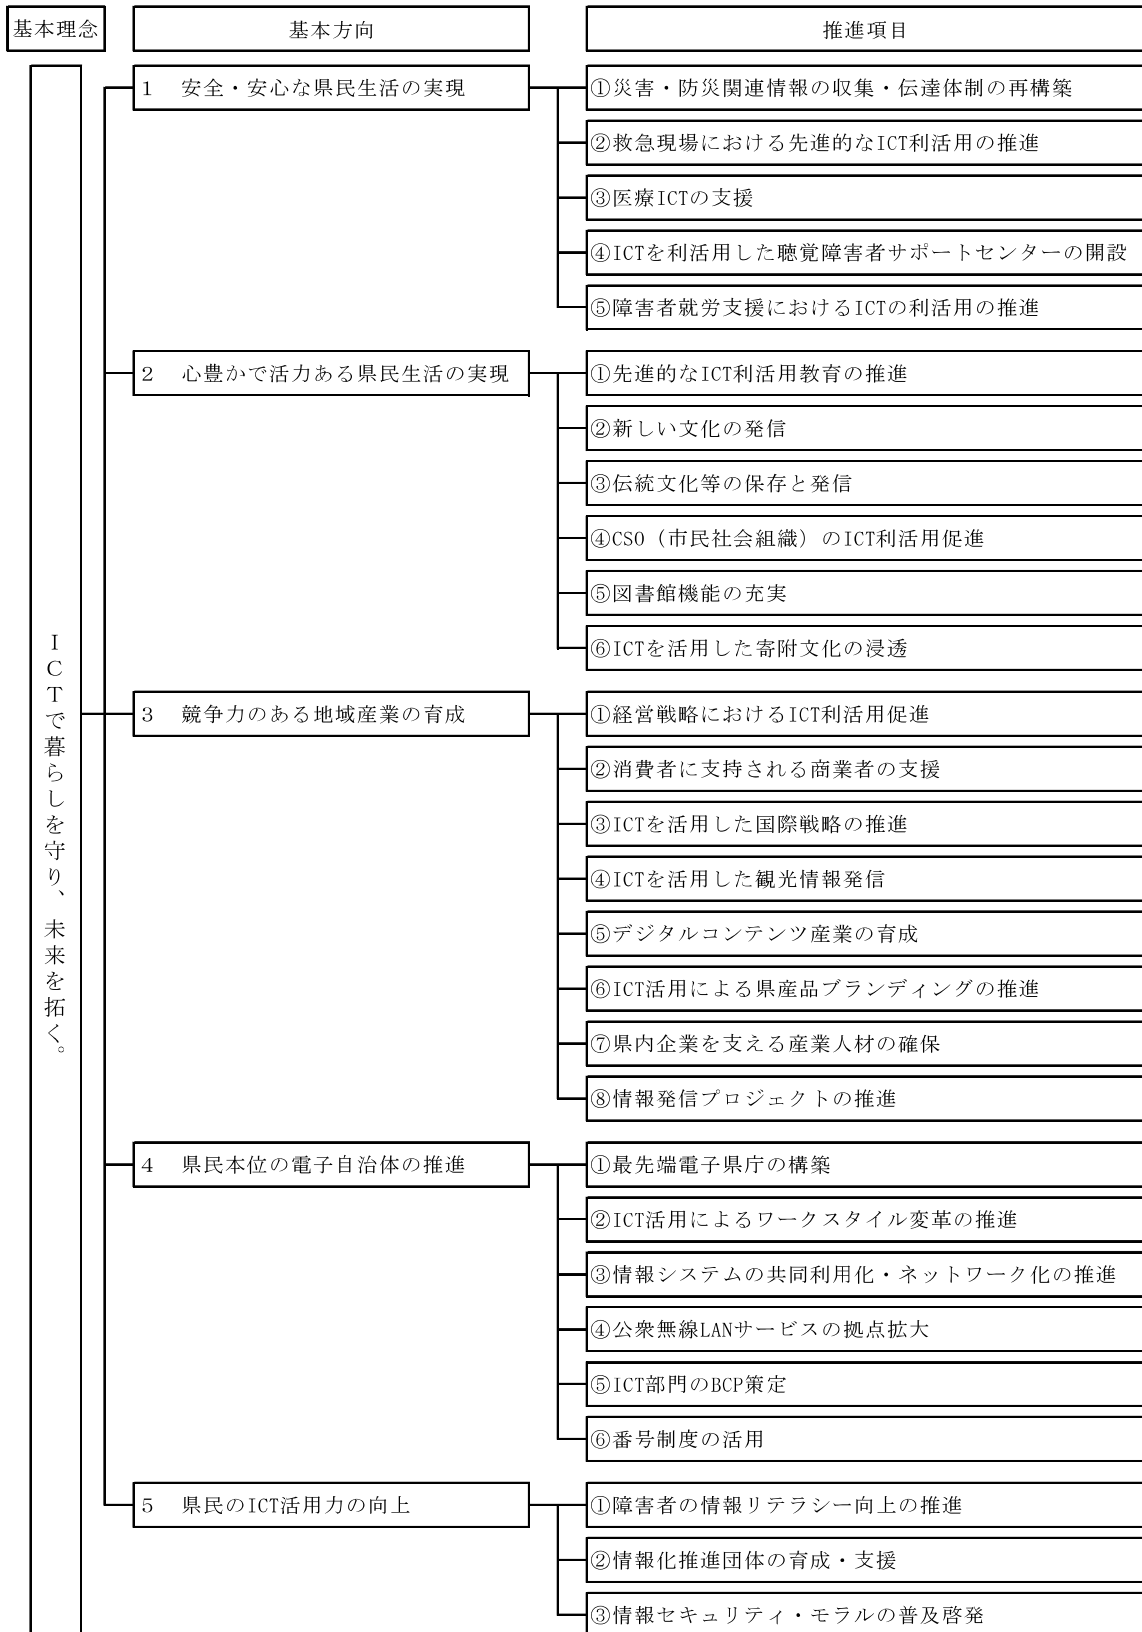 基本理念
基本方向
推進項目
ICTで暮らしを守り、未来を拓く。
1 安全・安心な県民生活の実現
①災害・防災関連情報の収集・伝達体制の再構築
②救急現場における先進的なICT利活用の推進
③医療ICTの支援
④ICTを利活用した聴覚障害者サポートセンターの開設
⑤障害者就労支援におけるICTの利活用の推進
2 心豊かで活力ある県民生活の実現
①先進的なICT利活用教育の推進
②新しい文化の発信
③伝統文化等の保存と発信
④CSO（市民社会組織）のICT利活用促進
⑤図書館機能の充実
⑥ICTを活用した寄附文化の浸透
3 競争力のある地域産業の育成
①経営戦略におけるICT利活用促進
②消費者に支持される商業者の支援
③ICTを活用した国際戦略の推進
④ICTを活用した観光情報発信
⑤デジタルコンテンツ産業の育成
⑥ICT活用による県産品ブランディングの推進
⑦県内企業を支える産業人材の確保
⑧情報発信プロジェクトの推進
4 県民本位の電子自治体の推進
①最先端電子県庁の構築
②ICT活用によるワークスタイル変革の推進
③情報システムの共同利用化・ネットワーク化の推進
④公衆無線LANサービスの拠点拡大
⑤ICT部門のBCP策定
⑥番号制度の活用
5 県民のICT活用力の向上
①障害者の情報リテラシー向上の推進
②情報化推進団体の育成・支援
③情報セキュリティ・モラルの普及啓発